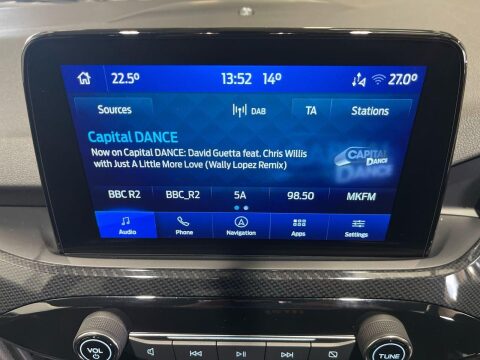 22.5° 13:52 14° 27.0°
Sources DAB TA Stations
Capital DANCE
Now on Capital DANCE: David Guetta feat. Chris Willis
with Just A Little More Love (Wally Lopez Remix)
CAPITAL
DANCE
BBC R2 BBC_R2 5A 98.50 MKFM
Audio Phone Navigation Apps Settings
VOL TUNE